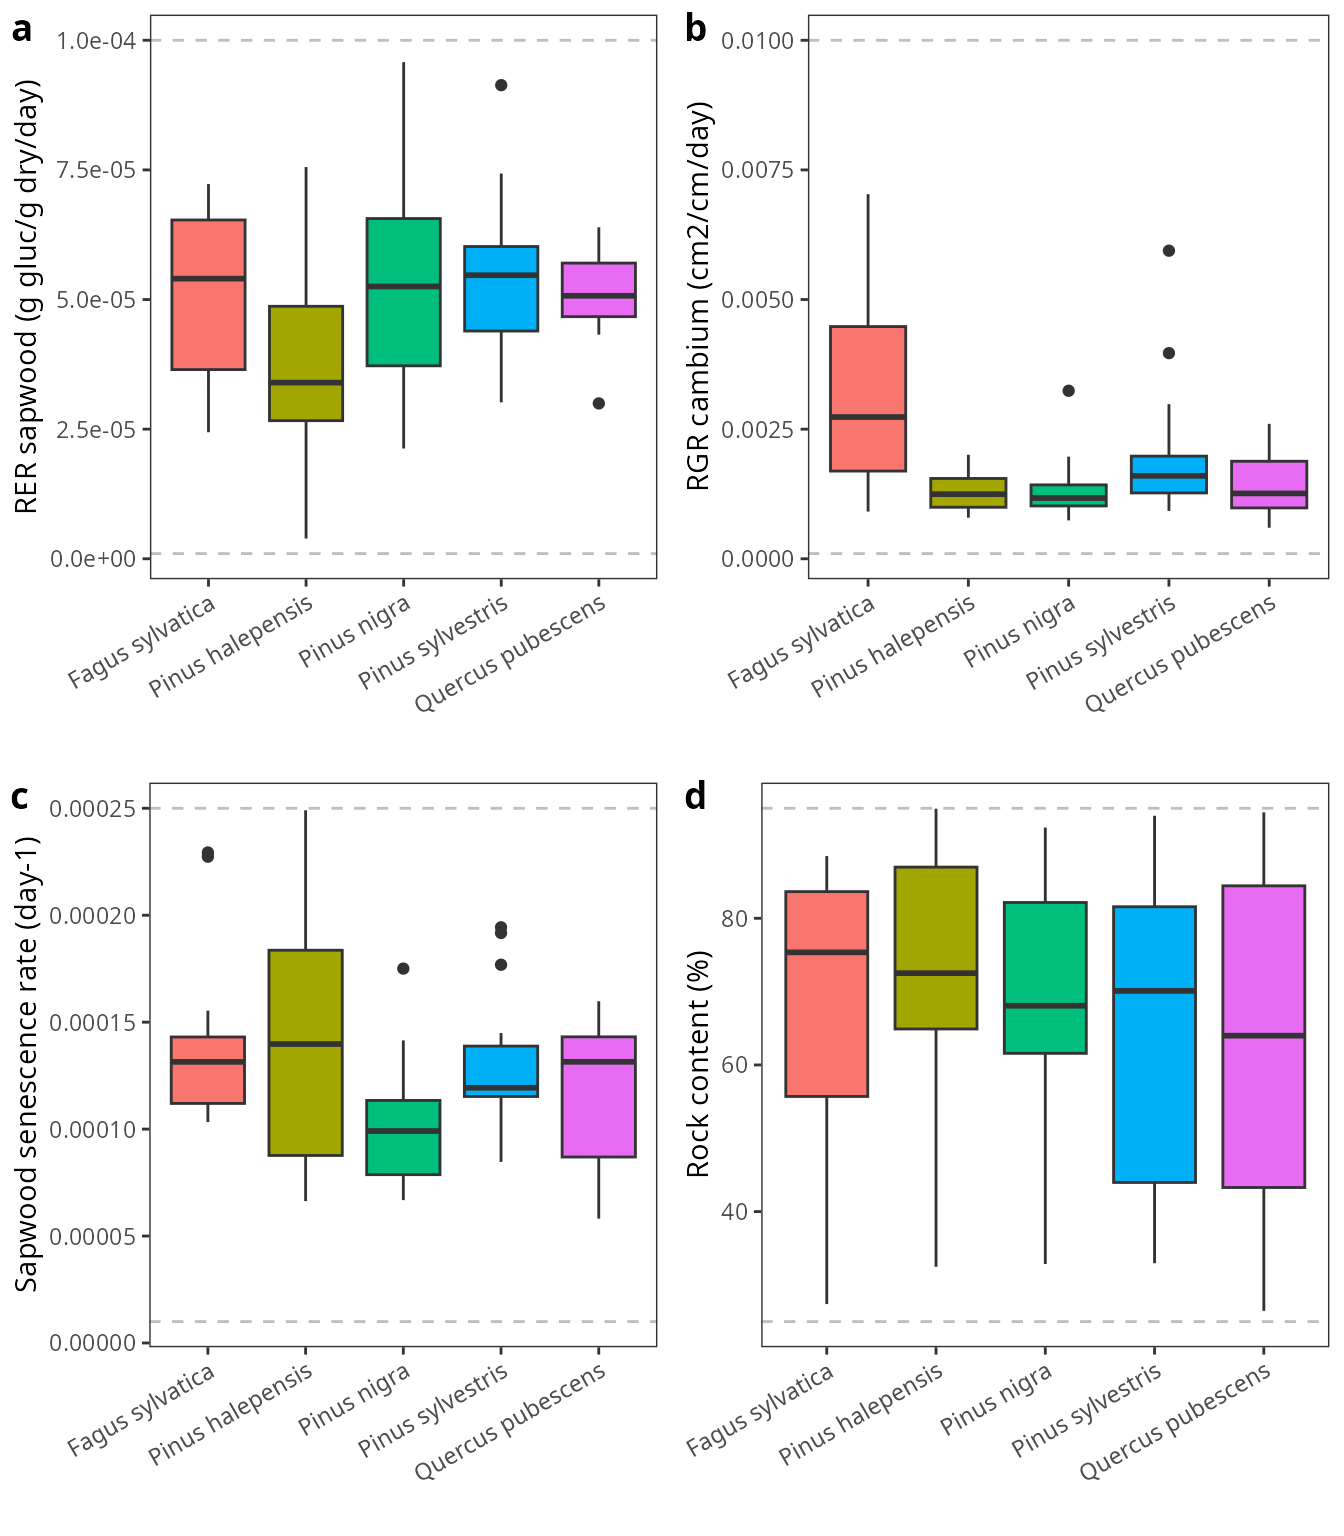 a
RER sapwood (g gluc/g dry/day)
1.0e-04
7.5e-05
5.0e-05
2.5e-05
0.0e+00
Fagus sylvatica
Pinus halepensis
Pinus nigra
Pinus sylvestris
Quercus pubescens
b
RGR cambium (cm2/cm/day)
0.0100
0.0075
0.0050
0.0025
0.0000
Fagus sylvatica
Pinus halepensis
Pinus nigra
Pinus sylvestris
Quercus pubescens
c
Sapwood senescence rate (day-1)
0.00025
0.00020
0.00015
0.00010
0.00005
0.00000
Fagus sylvatica
Pinus halepensis
Pinus nigra
Pinus sylvestris
Quercus pubescens
d
Rock content (%)
80
60
40
Fagus sylvatica
Pinus halepensis
Pinus nigra
Pinus sylvestris
Quercus pubescens